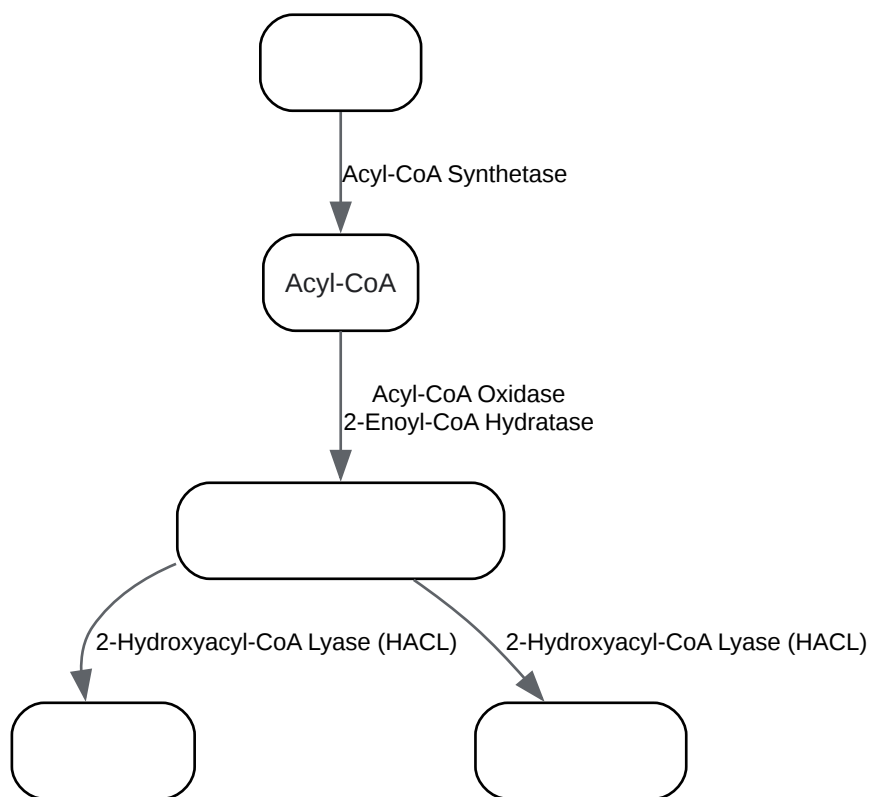 Acyl-CoA Synthetase
Acyl-CoA
Acyl-CoA Oxidase
2-Enoyl-CoA Hydratase
2-Hydroxyacyl-CoA Lyase (HACL)
2-Hydroxyacyl-CoA Lyase (HACL)